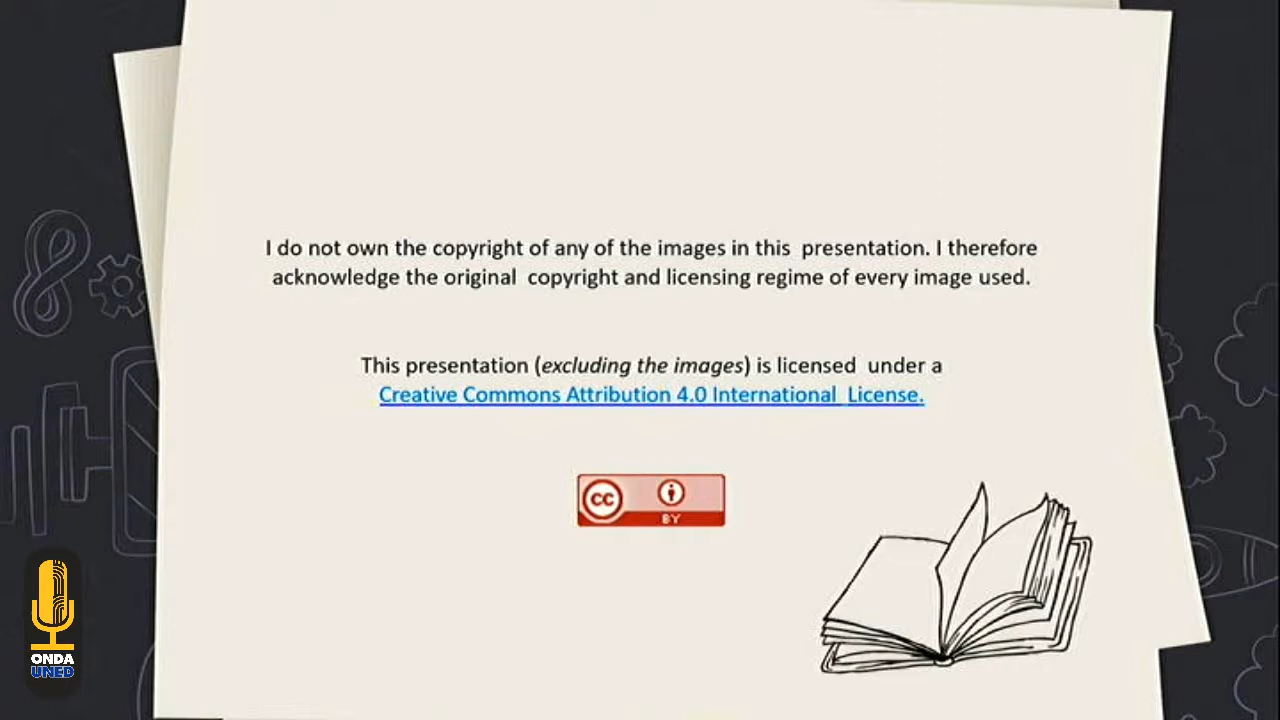 I do not own the copyright of any of the images in this presentation. I therefore
acknowledge the original copyright and licensing regime of every image used.
This presentation (excluding the images) is licensed under a
Creative Commons Attribution 4.0 International License.
CC
BY
ONDA
UNED